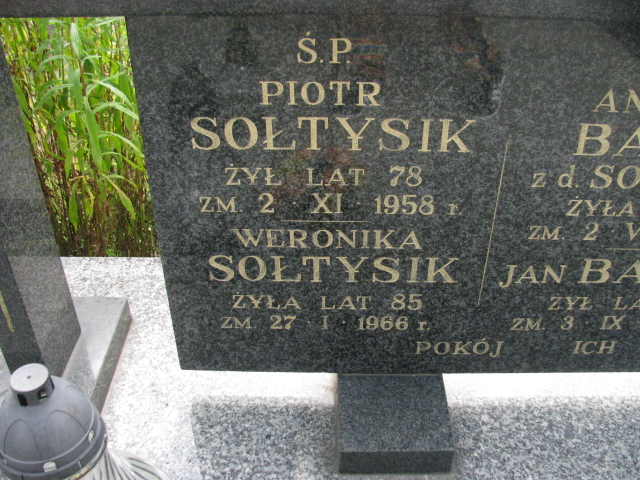 Ś.P.
PIOTR
SOŁTYSIK
ŻYŁ LAT 78
ZM. 2 · XI · 1958 r.
WERONIKA
SOŁTYSIK
ŻYŁA LAT 85
ZM. 27 · I · 1966 r.
z d.
ŻYŁA
ZM. 2 ·
JAN
ŻYŁ
ZM. 3 · IX
POKÓJ ICH